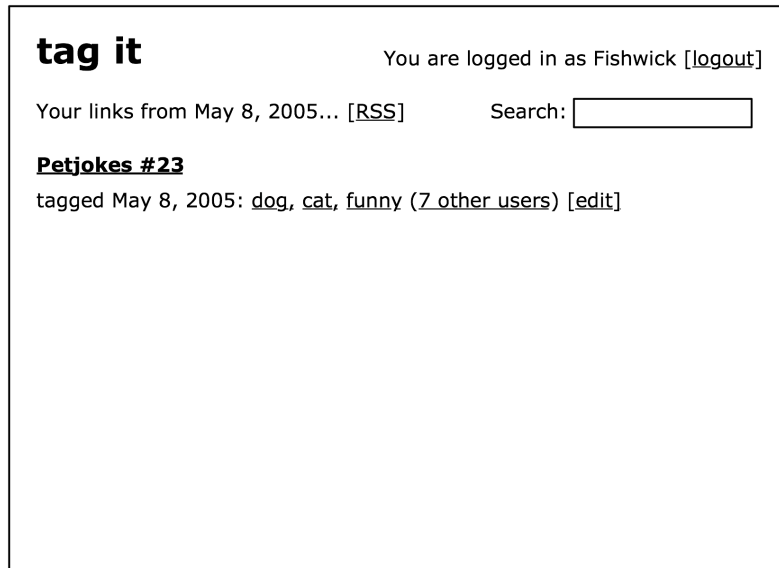 tag it
You are logged in as Fishwick [logout]
Your links from May 8, 2005... [RSS]
Search:
Petjokes #23
tagged May 8, 2005: dog, cat, funny (7 other users) [edit]